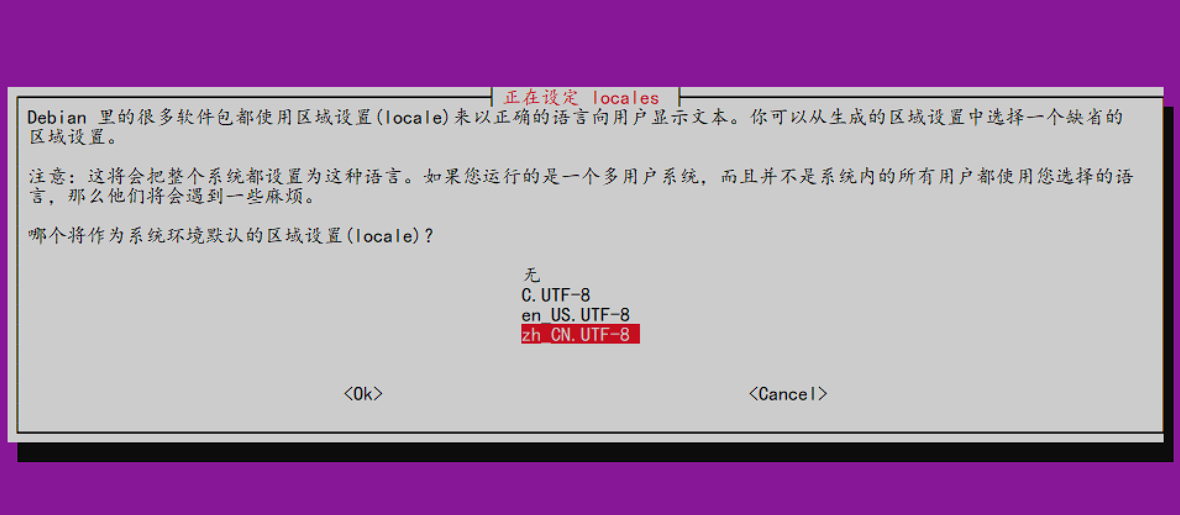 正在设定 locales
Debian 里的很多软件包都使用区域设置(locale)来以正确的语言向用户显示文本。你可以从生成的区域设置中选择一个缺省的
区域设置。
注意: 这将会把整个系统都设置为这种语言。如果您运行的是一个多用户系统, 而且并不是系统内的所有用户都使用您选择的语
言, 那么他们将会遇到一些麻烦。
哪个将作为系统环境默认的区域设置(locale)?
无
C.UTF-8
en_US.UTF-8
zh_CN.UTF-8
<Ok> <Cancel>